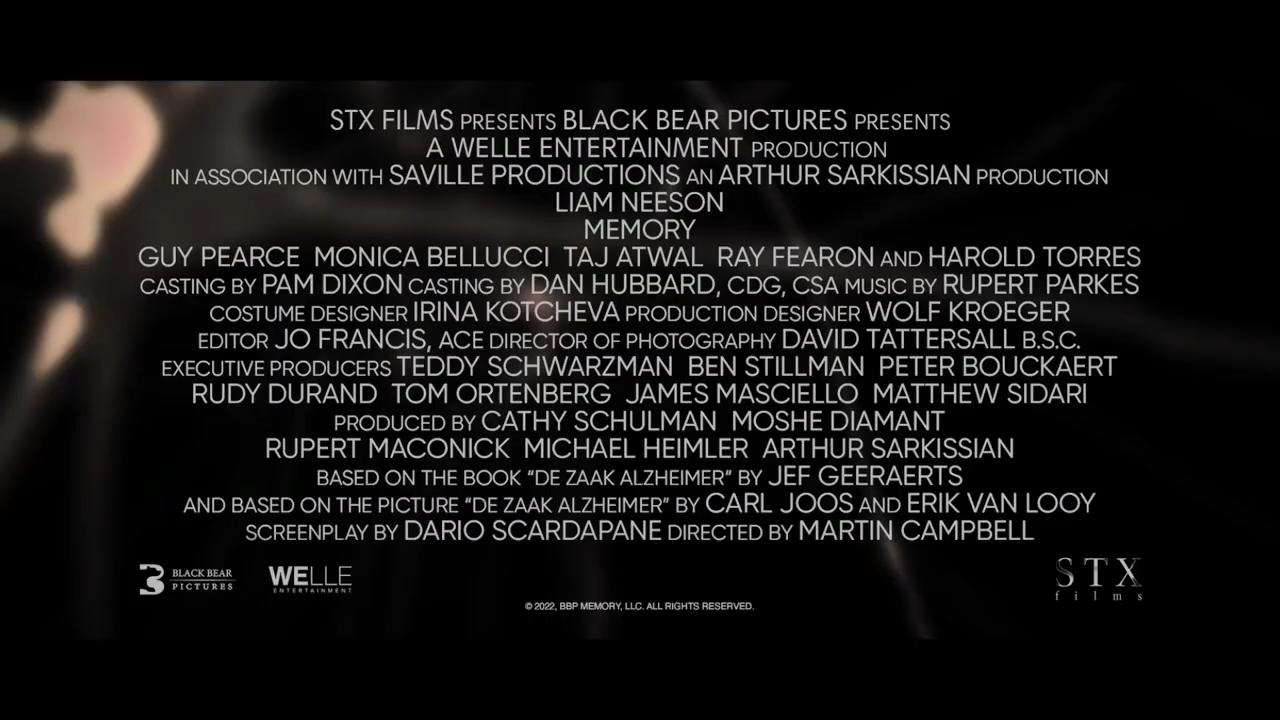 STX FILMS PRESENTS BLACK BEAR PICTURES PRESENTS
A WELLE ENTERTAINMENT PRODUCTION
IN ASSOCIATION WITH SAVILLE PRODUCTIONS AN ARTHUR SARKISSIAN PRODUCTION
LIAM NEESON
MEMORY
GUY PEARCE MONICA BELLUCCI TAJ ATWAL RAY FEARON AND HAROLD TORRES
CASTING BY PAM DIXON CASTING BY DAN HUBBARD, CDG, CSA MUSIC BY RUPERT PARKES
COSTUME DESIGNER IRINA KOTCHEVA PRODUCTION DESIGNER WOLF KROEGER
EDITOR JO FRANCIS, ACE DIRECTOR OF PHOTOGRAPHY DAVID TATTERSALL B.S.C.
EXECUTIVE PRODUCERS TEDDY SCHWARZMAN BEN STILLMAN PETER BOUCKAERT
RUDY DURAND TOM ORTENBERG JAMES MASCIELLO MATTHEW SIDARI
PRODUCED BY CATHY SCHULMAN MOSHE DIAMANT
RUPERT MACONICK MICHAEL HEIMLER ARTHUR SARKISSIAN
BASED ON THE BOOK “DE ZAAK ALZHEIMER” BY JEF GEERAERTS
AND BASED ON THE PICTURE “DE ZAAK ALZHEIMER” BY CARL JOOS AND ERIK VAN LOOY
SCREENPLAY BY DARIO SCARDAPANE DIRECTED BY MARTIN CAMPBELL
BLACK BEAR
PICTURES
WELLE
ENTERTAINMENT
STX
films
© 2022, BBP MEMORY, LLC. ALL RIGHTS RESERVED.